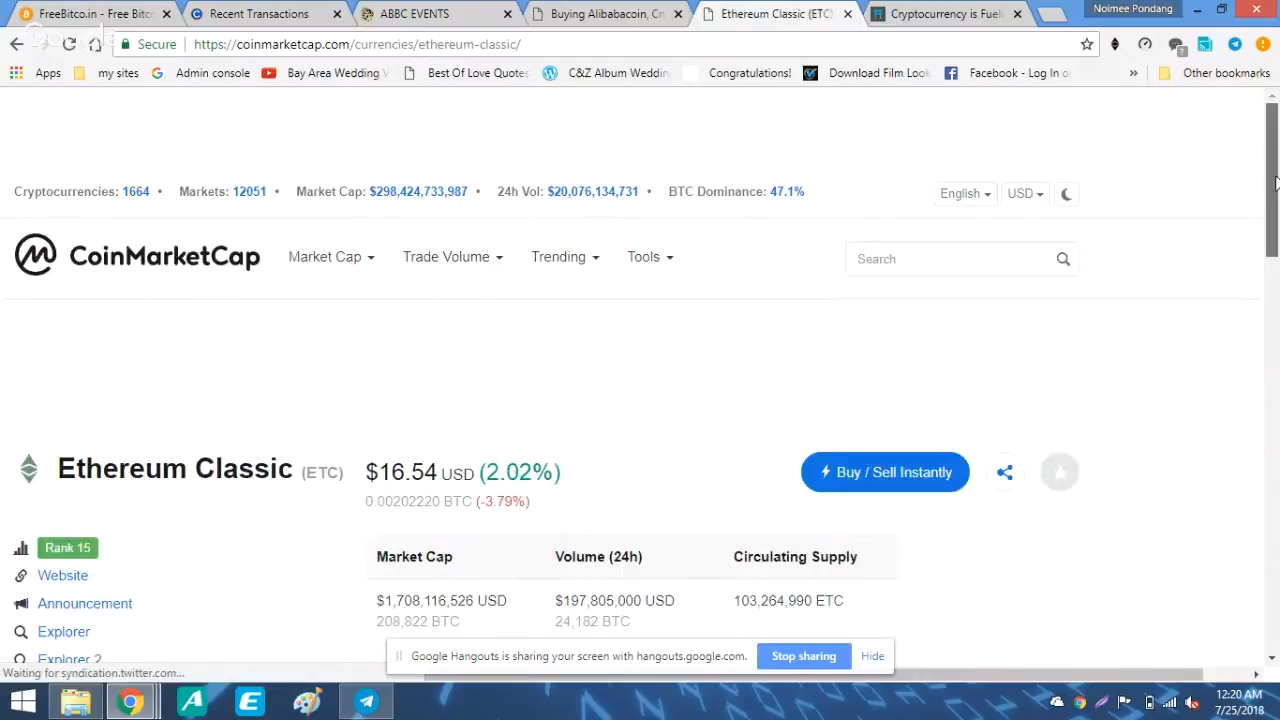 FreeBitco.in - Free Bitc
Recent Transactions
ABBC EVENTS
Buying Alibabacoin, Cr
Ethereum Classic (ETC)
Cryptocurrency is Fuel
Noimee Pondang
Secure
https://coinmarketcap.com/currencies/ethereum-classic/
Apps
my sites
Admin console
Bay Area Wedding V
Best Of Love Quotes
C&Z Album Weddin
Congratulations!
Download Film Look
Facebook - Log In o
Other bookmarks
Cryptocurrencies: 1664 • Markets: 12051 • Market Cap: $298,424,733,987 • 24h Vol: $20,076,134,731 • BTC Dominance: 47.1%
English
USD
CoinMarketCap
Market Cap
Trade Volume
Trending
Tools
Search
Ethereum Classic (ETC)
$16.54 USD (2.02%)
0.00202220 BTC (-3.79%)
Buy / Sell Instantly
Rank 15
Website
Announcement
Explorer
Explorer 2
Market Cap
Volume (24h)
Circulating Supply
$1,708,116,526 USD
$197,805,000 USD
103,264,990 ETC
208,822 BTC
24,182 BTC
Google Hangouts is sharing your screen with hangouts.google.com.
Stop sharing
Hide
Waiting for syndication.twitter.com...
12:20 AM
7/25/2018